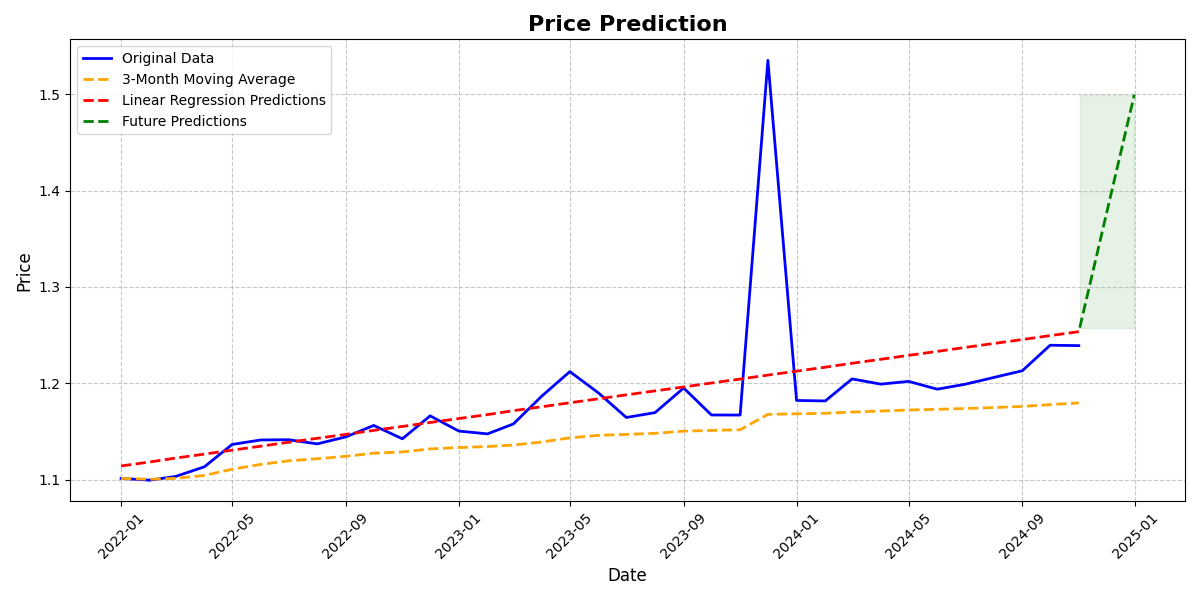 Price Prediction
Original Data
3-Month Moving Average
Linear Regression Predictions
Future Predictions
1.5
1.4
1.3
1.2
1.1
Price
2022-01
2022-05
2022-09
2023-01
2023-05
2023-09
2024-01
2024-05
2024-09
2025-01
Date